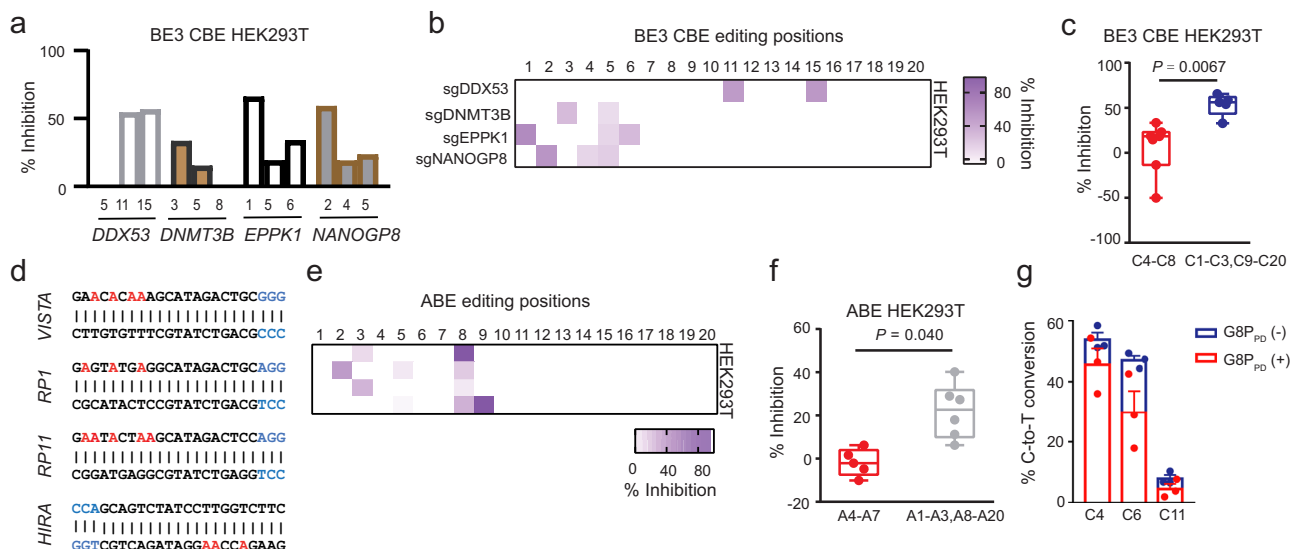 a
BE3 CBE HEK293T
100
50
0
% Inhibition
5 11 15 3 5 8 1 5 6 2 4 5
DDX53 DNMT3B EPPK1 NANOGP8
b
BE3 CBE editing positions
1 2 3 4 5 6 7 8 9 10 11 12 13 14 15 16 17 18 19 20
sgDDX53
sgDNMT3B
sgEPPK1
sgNANOGP8
HEK293T
80
40
0
% Inhibition
c
BE3 CBE HEK293T
P = 0.0067
100
50
0
-50
-100
% Inhibiton
C4-C8 C1-C3,C9-C20
d
VISTA
GAACACAAAGCATAGACTGCGGG
CTTGTGTTTCGTATCTGACGCCC
RP1
GAGTATGAGGCATAGACTGCAGG
CGCATACTCCGTATCTGACGTCC
RP11
GAATACTAAGCATAGACTCCAGG
CGGATGAGGCGTATCTGAGGTCC
HIRA
CCAGCAGTCTATCCTTGGTCTTC
GGTCGTCAGATAGGAACCAGAAG
e
ABE editing positions
1 2 3 4 5 6 7 8 9 10 11 12 13 14 15 16 17 18 19 20
HEK293T
0 40 80
% Inhibition
f
ABE HEK293T
P = 0.040
60
40
20
0
-20
% Inhibition
A4-A7 A1-A3,A8-A20
g
60
40
20
0
% C-to-T conversion
C4 C6 C11
G8PPD (-)
G8PPD (+)